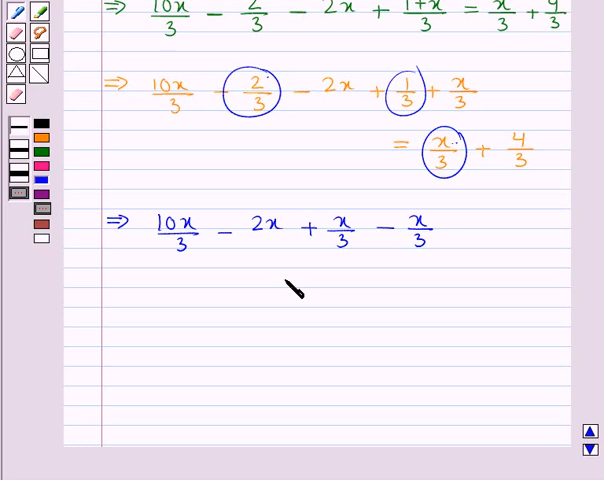 ⇒ 10x/3 - 2/3 - 2x + 1+x/3 = x/3 + 4/3
⇒ 10x/3 - 2/3 - 2x + 1/3 + x/3
= x/3 + 4/3
⇒ 10x/3 - 2x + x/3 - x/3